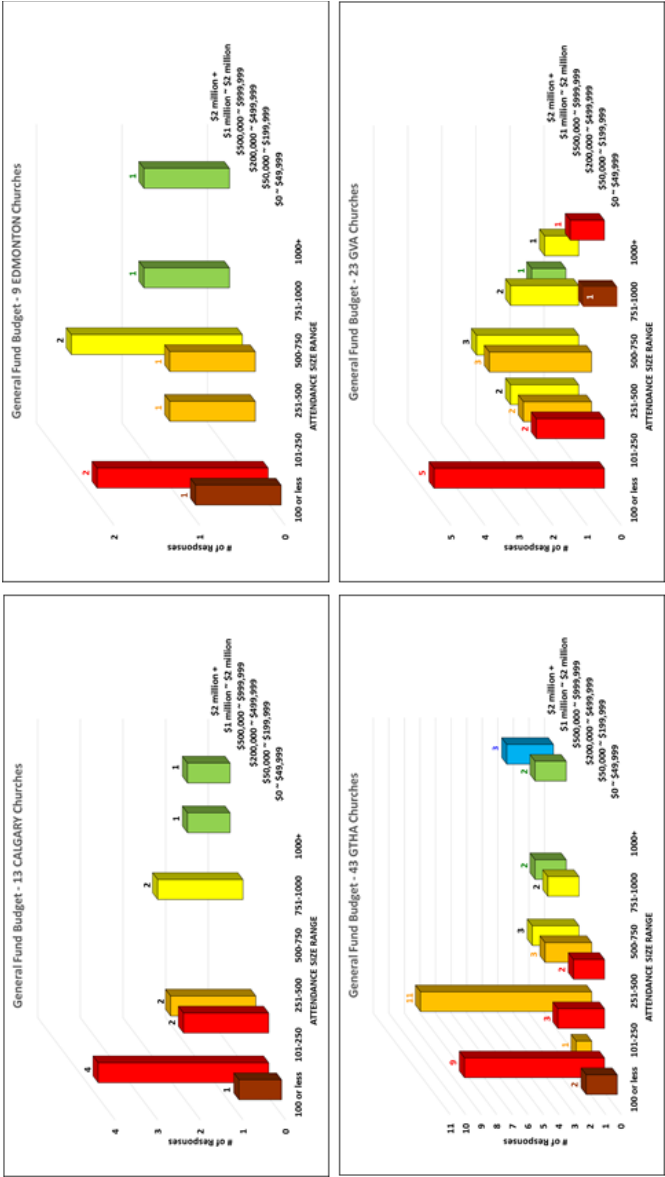 General Fund Budget - 13 CALGARY Churches
4
3
2
1
0
# of Responses
1
4
2
2
2
1
1
100 or less
101-250
251-500
500-750
751-1000
1000+
ATTENDANCE SIZE RANGE
$2 million +
$1 million ~ $2 million
$500,000 ~ $999,999
$200,000 ~ $499,999
$50,000 ~ $199,999
$0 ~ $49,999
General Fund Budget - 9 EDMONTON Churches
2
1
0
# of Responses
1
2
1
1
2
1
1
100 or less
101-250
251-500
500-750
751-1000
1000+
ATTENDANCE SIZE RANGE
$2 million +
$1 million ~ $2 million
$500,000 ~ $999,999
$200,000 ~ $499,999
$50,000 ~ $199,999
$0 ~ $49,999
General Fund Budget - 43 GTHA Churches
11
10
9
8
7
6
5
4
3
2
1
0
# of Responses
2
9
1
3
11
2
3
3
2
2
2
3
100 or less
101-250
251-500
500-750
751-1000
1000+
ATTENDANCE SIZE RANGE
$2 million +
$1 million ~ $2 million
$500,000 ~ $999,999
$200,000 ~ $499,999
$50,000 ~ $199,999
$0 ~ $49,999
General Fund Budget - 23 GVA Churches
5
4
3
2
1
0
# of Responses
5
2
2
2
3
3
1
2
1
1
1
100 or less
101-250
251-500
500-750
751-1000
1000+
ATTENDANCE SIZE RANGE
$2 million +
$1 million ~ $2 million
$500,000 ~ $999,999
$200,000 ~ $499,999
$50,000 ~ $199,999
$0 ~ $49,999